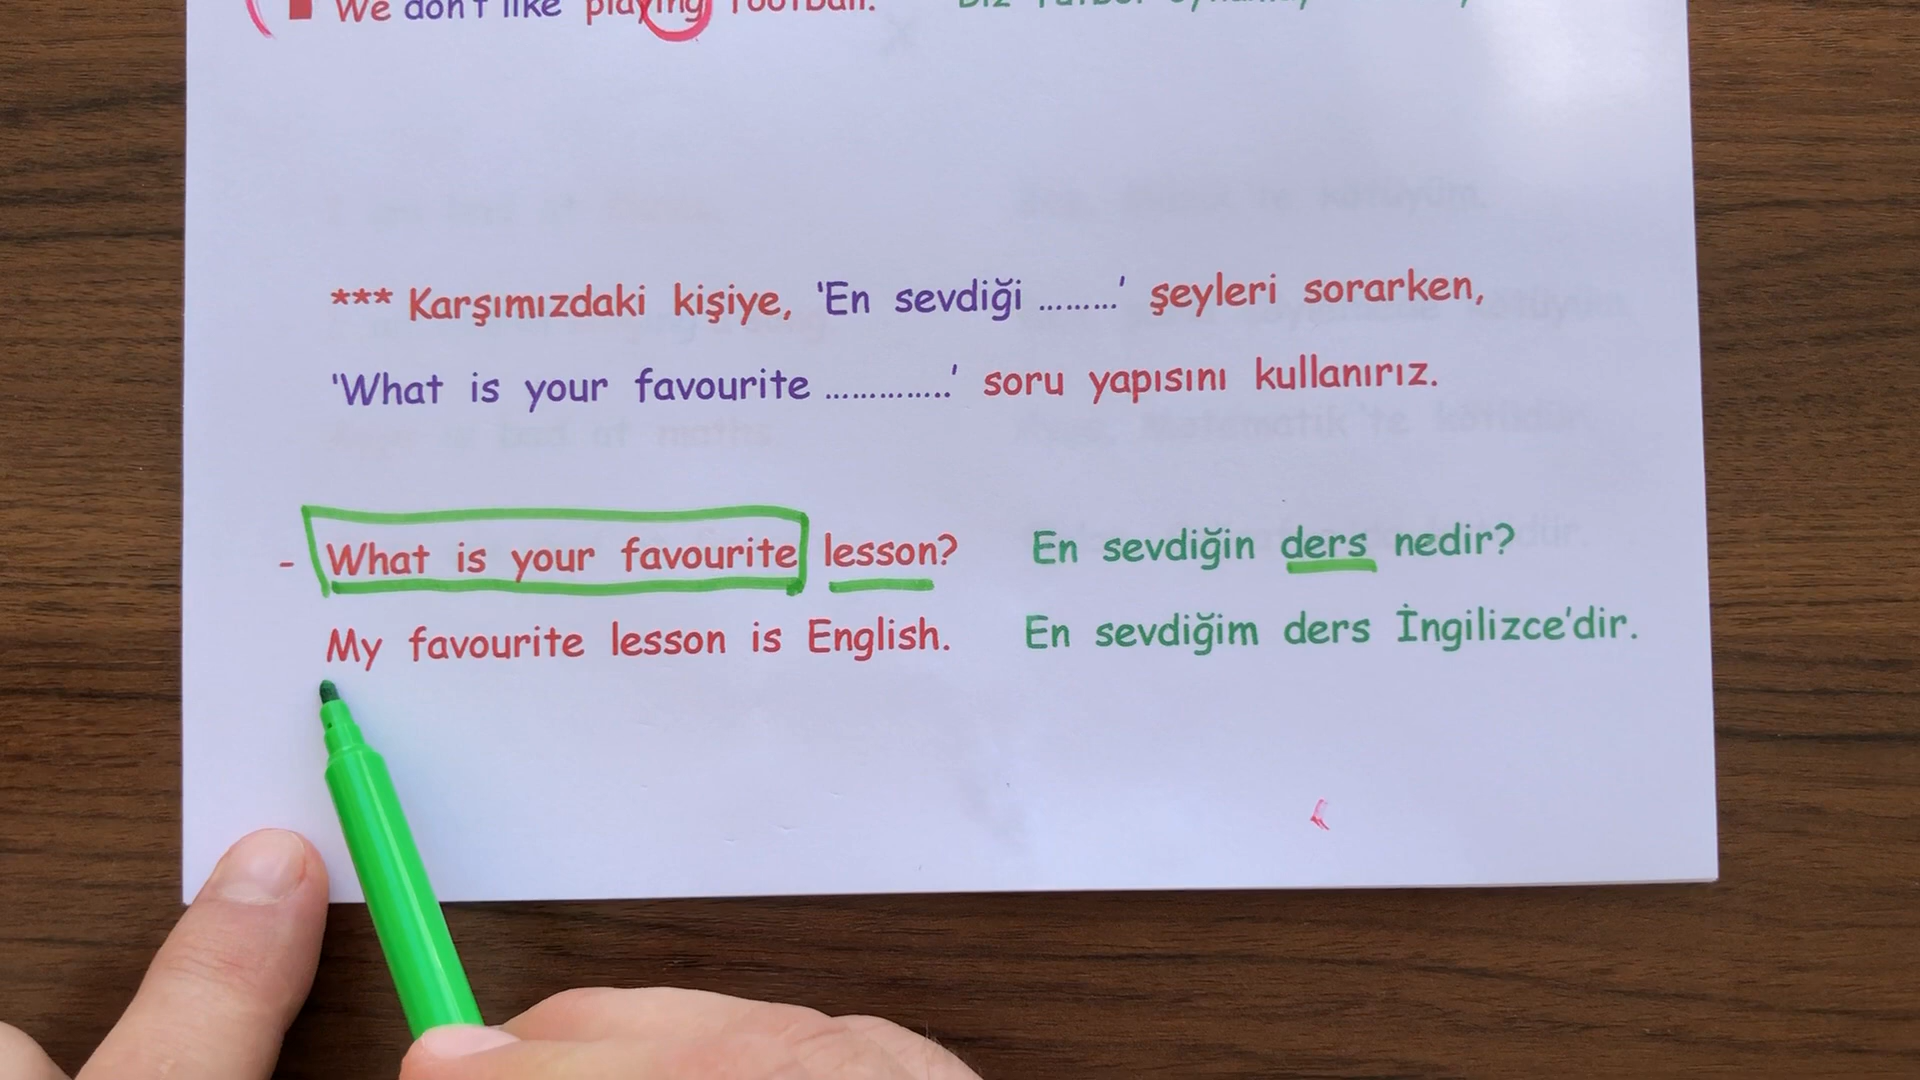 We don't like playing football.
*** Karşımızdaki kişiye, 'En sevdiği .........' şeyleri sorarken,
'What is your favourite .............' soru yapısını kullanırız.
- What is your favourite lesson? En sevdiğin ders nedir?
My favourite lesson is English. En sevdiğim ders İngilizce'dir.